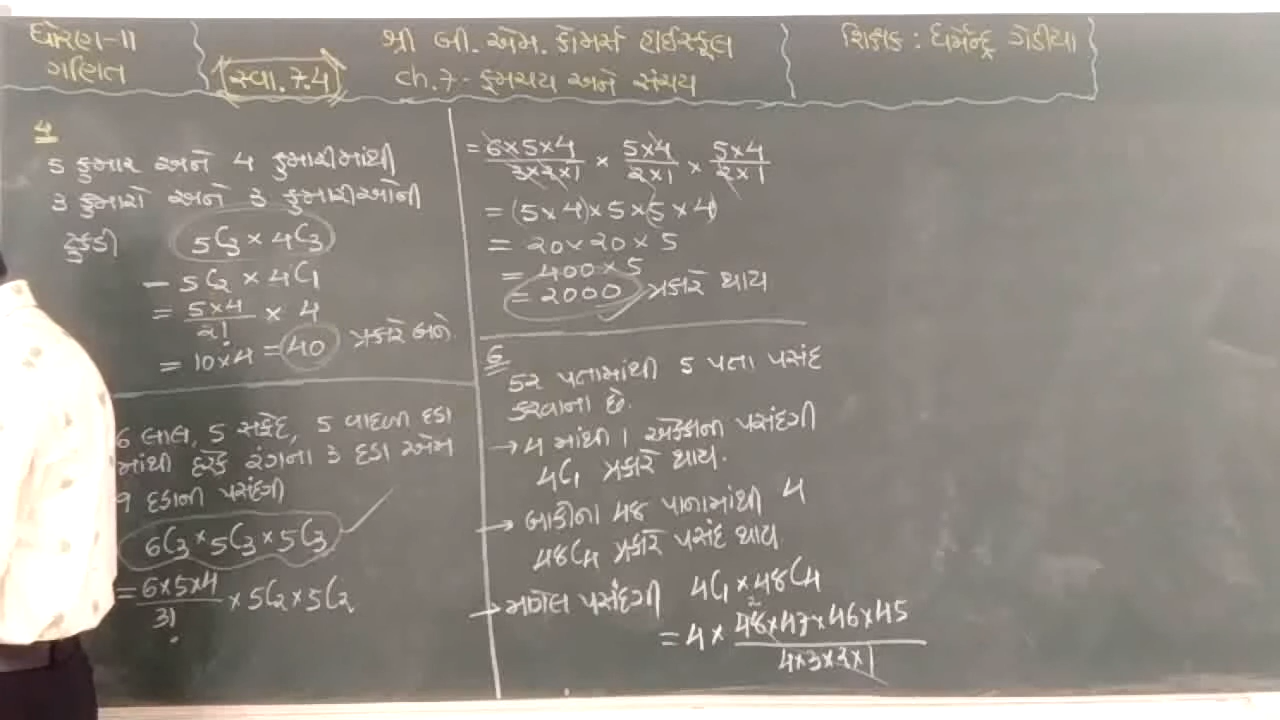 ધોરણ-11
ગણિત
સ્વા. 7.4
શ્રી બી. એમ. કોમર્સ હાઈસ્કૂલ
ch.7- ક્રમચય અને સંચય
શિક્ષક : ધર્મેન્દ્ર ગેડીયા
4
5 કુમાર અને 4 કુમારીમાંથી
3 કુમારો અને 3 કુમારીઓની
ટુકડી 5C3 × 4C3
= 5C2 × 4C1
= 5×4/2! × 4
= 10×4 = 40 પ્રકારે બને.
6 લાલ, 5 સફેદ, 5 વાદળી દડા
માંથી દરેક રંગના 3 દડા એમ
9 દડાની પસંદગી
6C3 × 5C3 × 5C3
= 6×5×4/3! × 5C2 × 5C2
= 6×5×4/3×2×1 × 5×4/2×1 × 5×4/2×1
= (5×4)×5×(5×4)
= 20×20×5
= 400×5
= 2000 પ્રકારે થાય
6
52 પતામાંથી 5 પતા પસંદ
કરવાના છે.
→ 4 માંથી 1 એક્કાની પસંદગી
4C1 પ્રકારે થાય.
→ બાકીના 48 પાનામાંથી 4
48C4 પ્રકારે પસંદ થાય
→ મળેલ પસંદગી 4C1 × 48C4
= 4 × 48×47×46×45/4×3×2×1